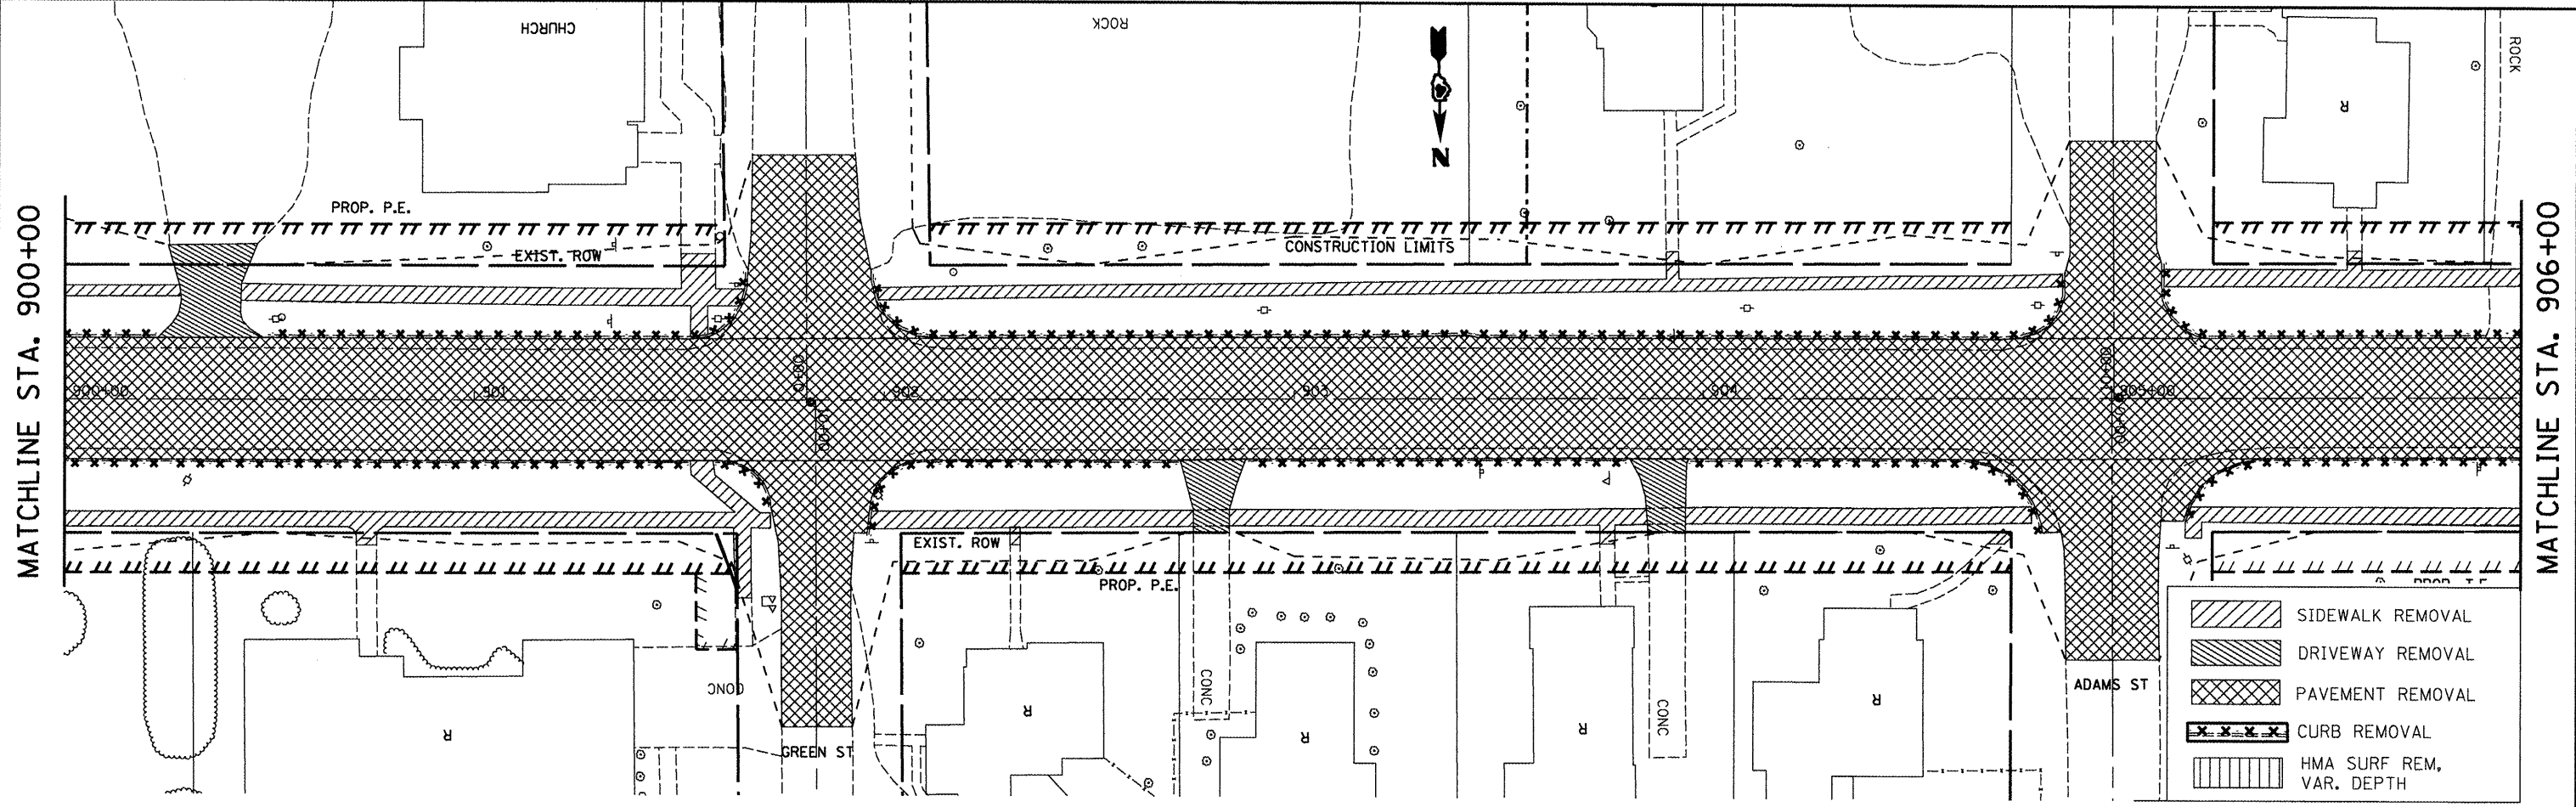 CHURCH
ROCK
ROCK
R
N
MATCHLINE STA. 900+00
PROP. P.E.
EXIST. ROW
CONSTRUCTION LIMITS
MATCHLINE STA. 906+00
900+00
901
0+00
902
903
904
905+00
EXIST. ROW
PROP. P.E.
CONC
GREEN ST
R
R
CONC
R
R
CONC
R
ADAMS ST
SIDEWALK REMOVAL
DRIVEWAY REMOVAL
PAVEMENT REMOVAL
CURB REMOVAL
HMA SURF REM,
VAR. DEPTH